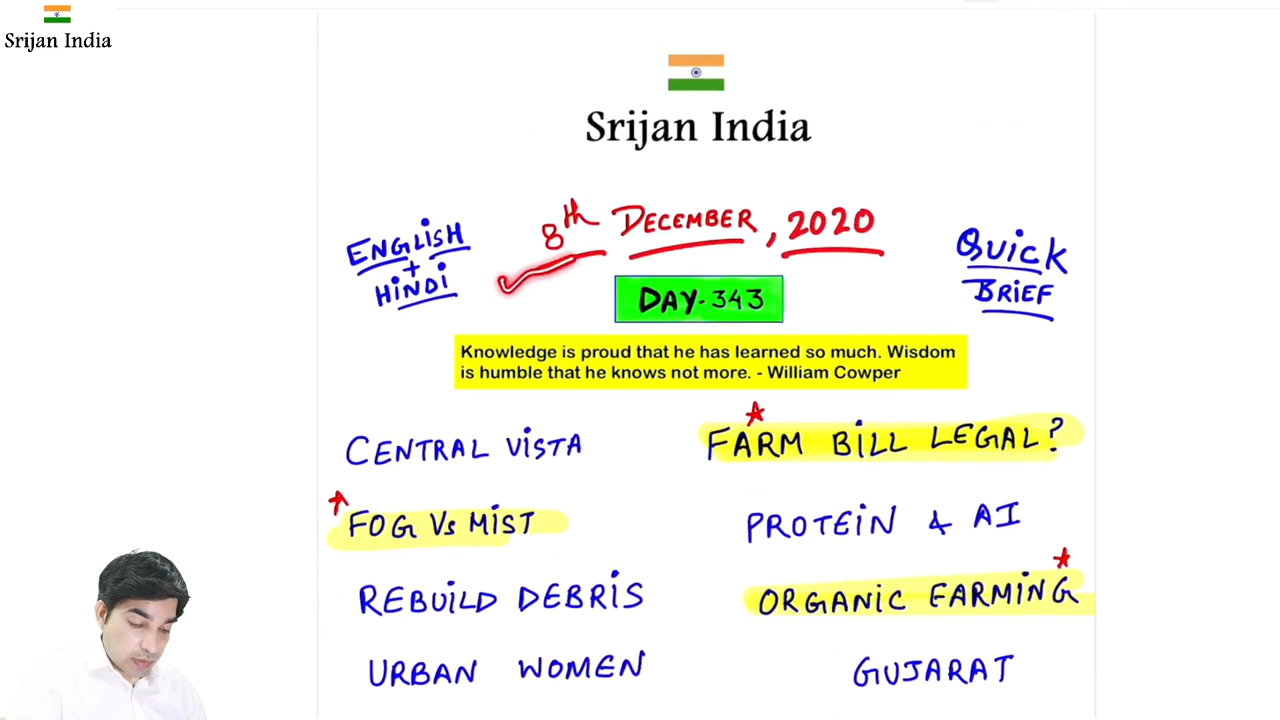 Srijan India
Srijan India
ENGLISH
+
HINDI
8th DECEMBER, 2020
QUICK
BRIEF
DAY-343
Knowledge is proud that he has learned so much. Wisdom
is humble that he knows not more. - William Cowper
CENTRAL VISTA
FARM BILL LEGAL?
FOG Vs MIST
PROTEIN & AI
REBUILD DEBRIS
ORGANIC FARMING
URBAN WOMEN
GUJARAT